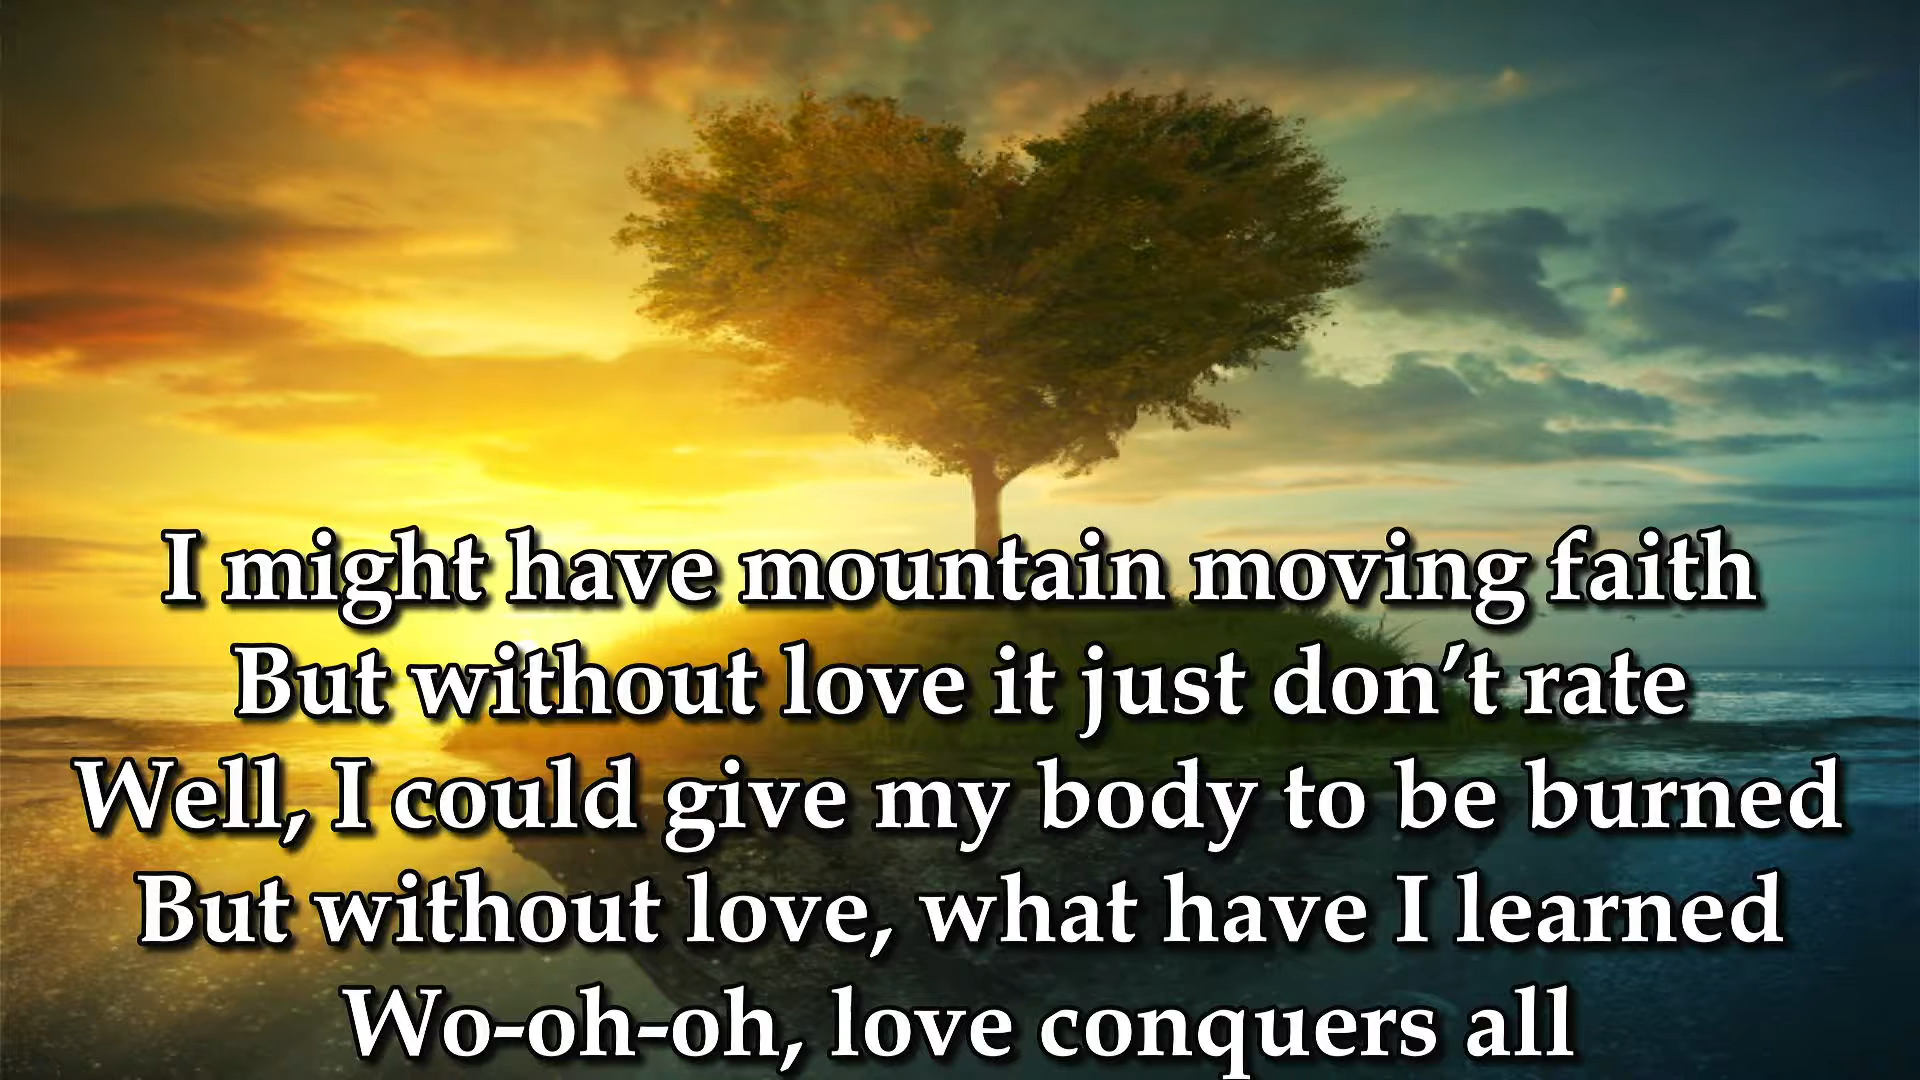 I might have mountain moving faith
But without love it just don’t rate
Well, I could give my body to be burned
But without love, what have I learned
Wo-oh-oh, love conquers all